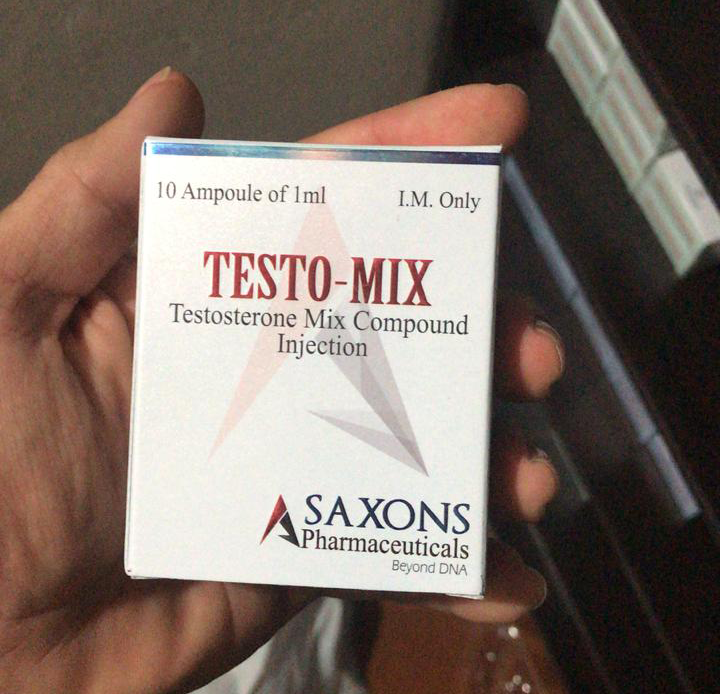 10 Ampoule of 1ml I.M. Only
TESTO-MIX
Testosterone Mix Compound
Injection
SAXONS
Pharmaceuticals
Beyond DNA